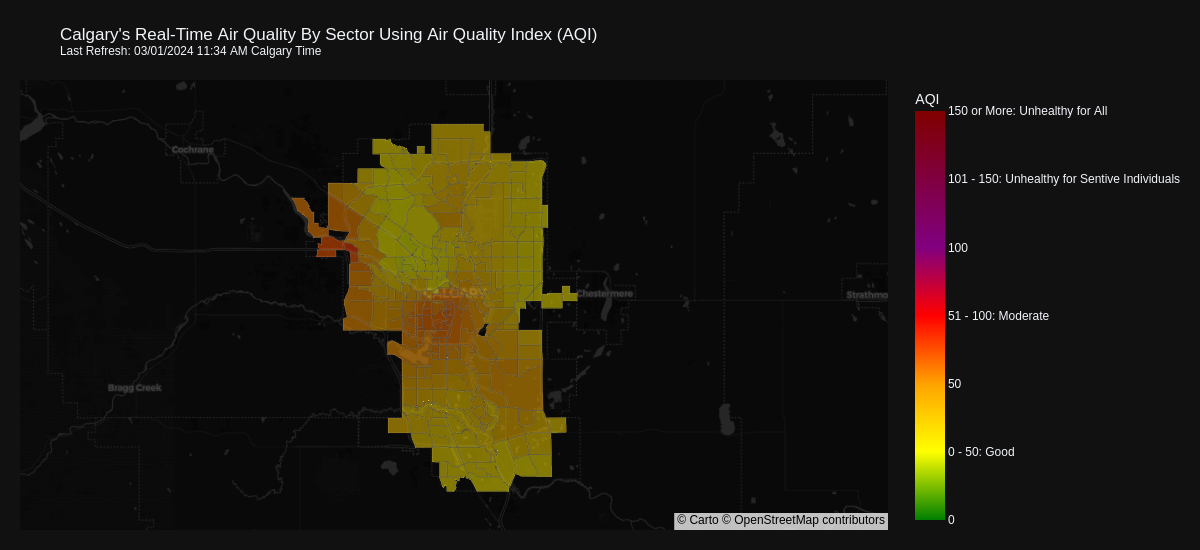 Calgary's Real-Time Air Quality By Sector Using Air Quality Index (AQI)
Last Refresh: 03/01/2024 11:34 AM Calgary Time
AQI
150 or More: Unhealthy for All
Cochrane
101 - 150: Unhealthy for Sentive Individuals
100
CALGARY
Chestermere
Strathmo
51 - 100: Moderate
50
Bragg Creek
0 - 50: Good
© Carto © OpenStreetMap contributors
0